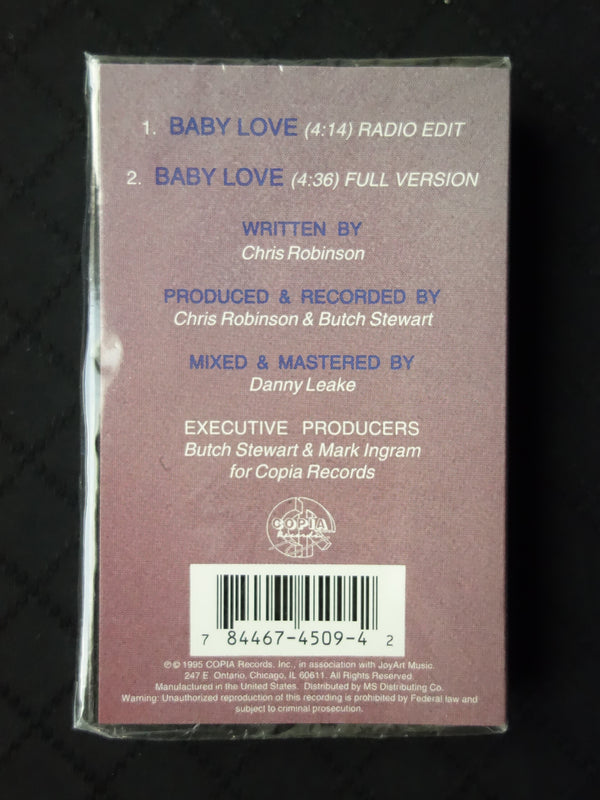 1. BABY LOVE (4:14) RADIO EDIT
2. BABY LOVE (4:36) FULL VERSION
WRITTEN BY
Chris Robinson
PRODUCED & RECORDED BY
Chris Robinson & Butch Stewart
MIXED & MASTERED BY
Danny Leake
EXECUTIVE PRODUCERS
Butch Stewart & Mark Ingram
for Copia Records
COPIA
Records
7 84467-4509-4 2
℗ © 1995 COPIA Records, Inc., in association with JoyArt Music.
247 E. Ontario, Chicago, IL 60611. All Rights Reserved.
Manufactured in the United States. Distributed by MS Distributing Co.
Warning: Unauthorized reproduction of this recording is prohibited by Federal law and
subject to criminal prosecution.